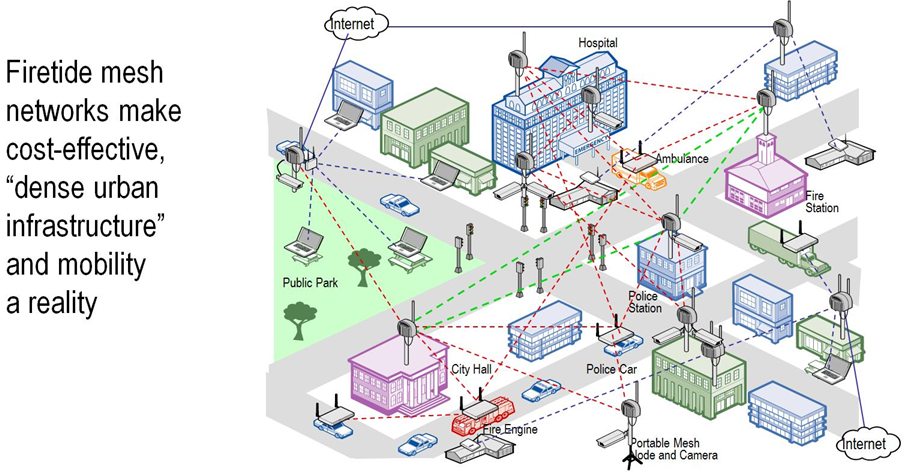 Firetide mesh
networks make
cost-effective,
“dense urban
infrastructure”
and mobility
a reality
Internet
Hospital
EMERGENCY
Ambulance
Fire
Station
Public Park
Police
Station
City Hall
Police Car
Fire Engine
Portable Mesh
Node and Camera
Internet